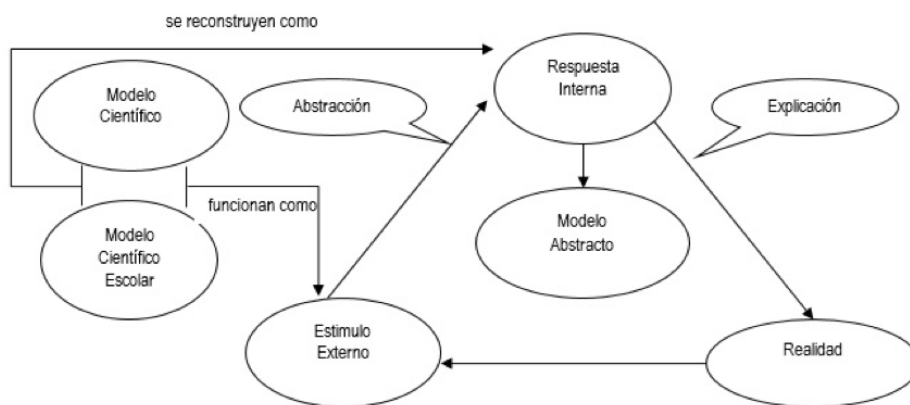 se reconstruyen como
Modelo
Científico
Abstracción
Respuesta
Interna
Explicación
funcionan como
Modelo
Científico
Escolar
Modelo
Abstracto
Estimulo
Externo
Realidad